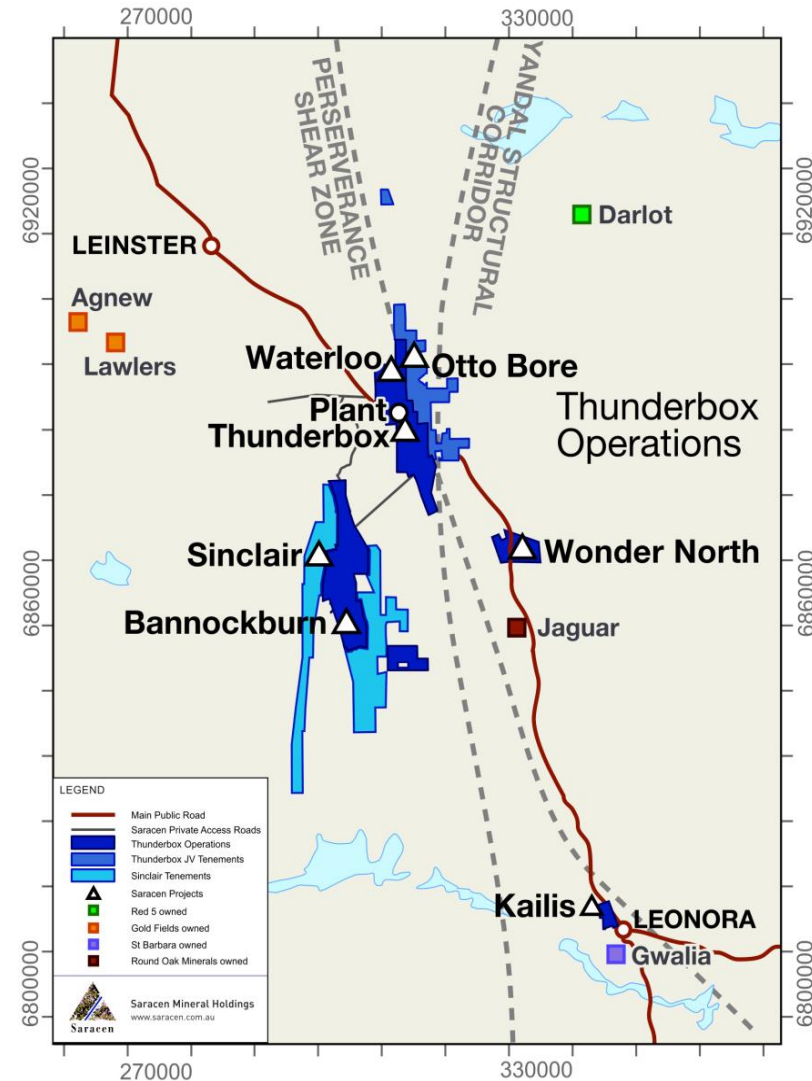 270000
330000
PERSERVERANCE
SHEAR ZONE
YANDAL STRUCTURAL
CORRIDOR
6920000
6920000
Darlot
LEINSTER
Agnew
Lawlers
Waterloo
Otto Bore
Plant
Thunderbox
Thunderbox
Operations
Sinclair
Wonder North
6860000
6860000
Bannockburn
Jaguar
LEGEND
Main Public Road
Saracen Private Access Roads
Thunderbox Operations
Thunderbox JV Tenements
Sinclair Tenements
Saracen Projects
Red 5 owned
Gold Fields owned
St Barbara owned
Round Oak Minerals owned
Kailis
LEONORA
Gwalia
6800000
6800000
Saracen
Saracen Mineral Holdings
www.saracen.com.au
270000
330000